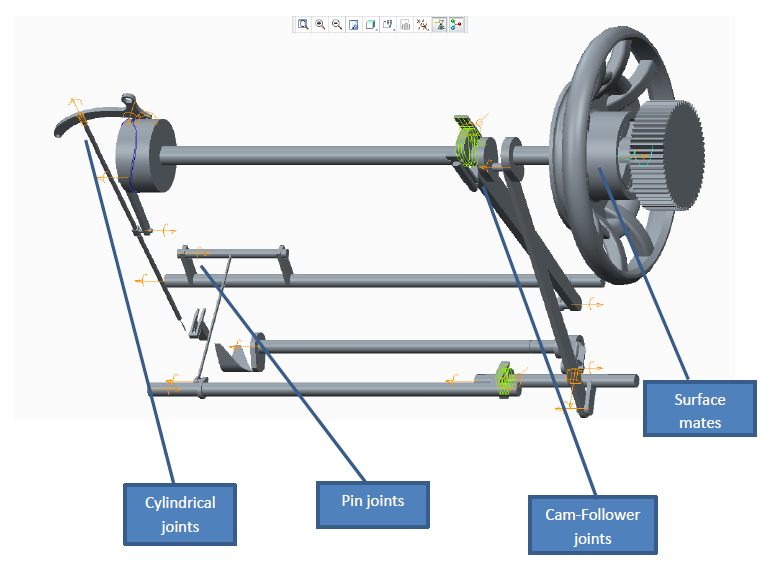 Surface
mates
Cylindrical
joints
Pin joints
Cam-Follower
joints